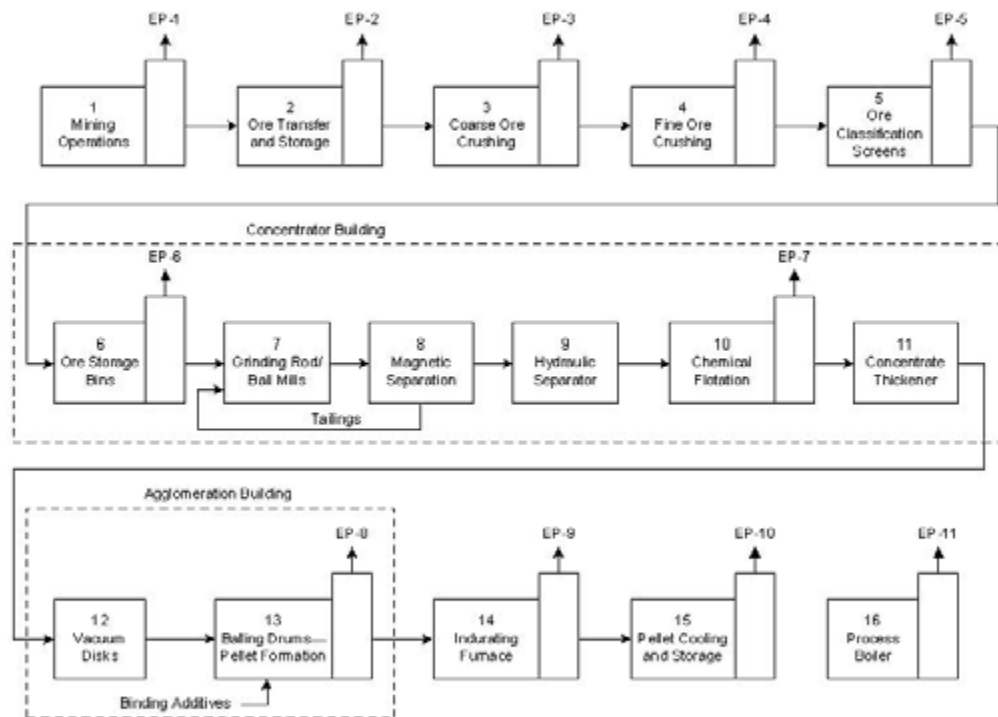 EP-1
EP-2
EP-3
EP-4
EP-5
1
Mining
Operations
2
Ore Transfer
and Storage
3
Coarse Ore
Crushing
4
Fine Ore
Crushing
5
Ore
Classification
Screens
Concentrator Building
EP-6
EP-7
6
Ore Storage
Bins
7
Grinding Rod/
Ball Mills
8
Magnetic
Separation
9
Hydraulic
Separator
10
Chemical
Flotation
11
Concentrate
Thickener
Tailings
Agglomeration Building
EP-8
EP-9
EP-10
EP-11
12
Vacuum
Disks
13
Balling Drums—
Pellet Formation
14
Indurating
Furnace
15
Pellet Cooling
and Storage
16
Process
Boiler
Binding Additives